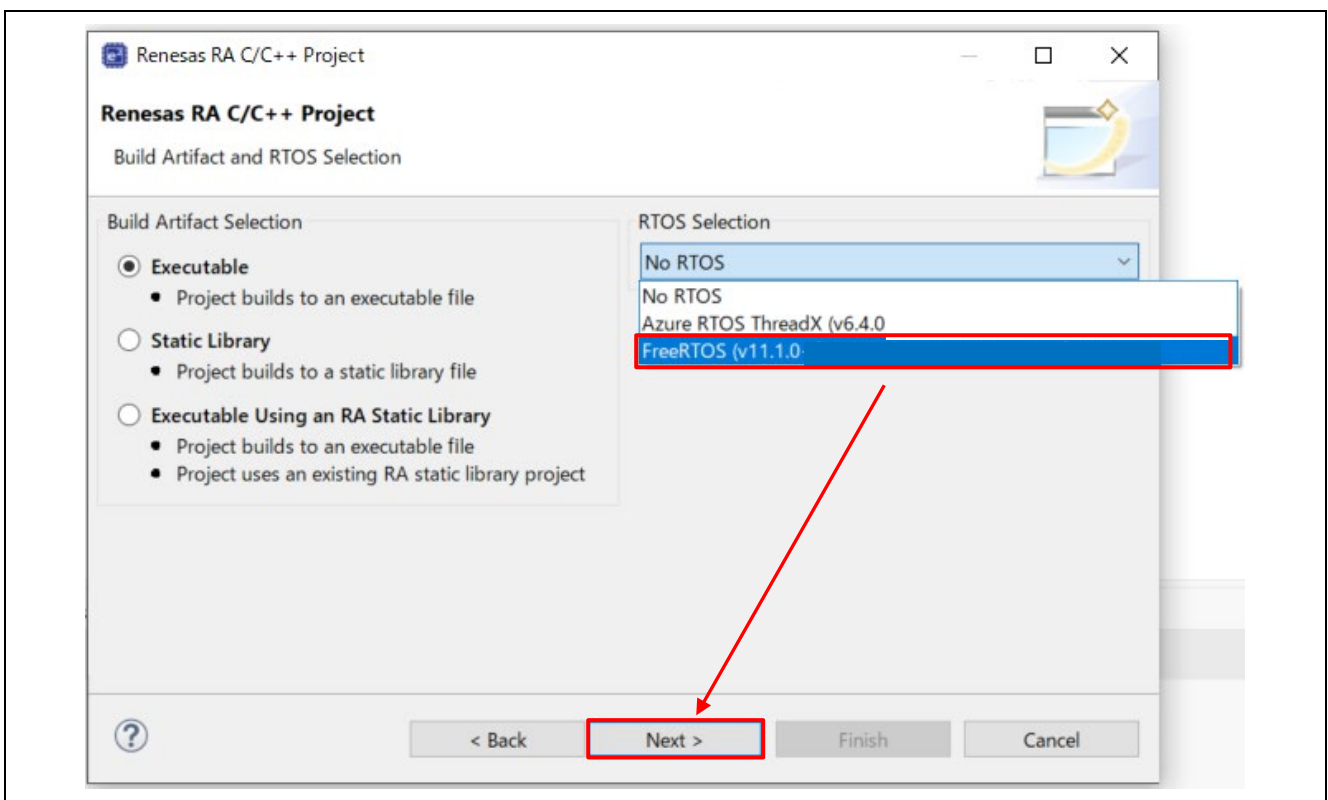 Renesas RA C/C++ Project
Renesas RA C/C++ Project
Build Artifact and RTOS Selection
Build Artifact Selection
Executable
• Project builds to an executable file
Static Library
• Project builds to a static library file
Executable Using an RA Static Library
• Project builds to an executable file
• Project uses an existing RA static library project
RTOS Selection
No RTOS
No RTOS
Azure RTOS ThreadX (v6.4.0
FreeRTOS (v11.1.0
?
< Back
Next >
Finish
Cancel